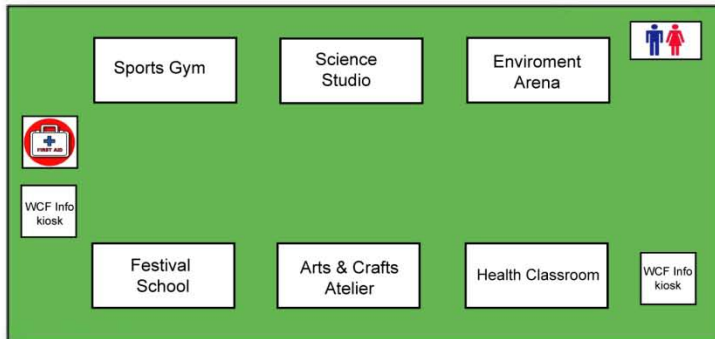 Sports Gym
Science
Studio
Enviroment
Arena
FIRST AID
WCF Info
kiosk
Festival
School
Arts & Crafts
Atelier
Health Classroom
WCF Info
kiosk